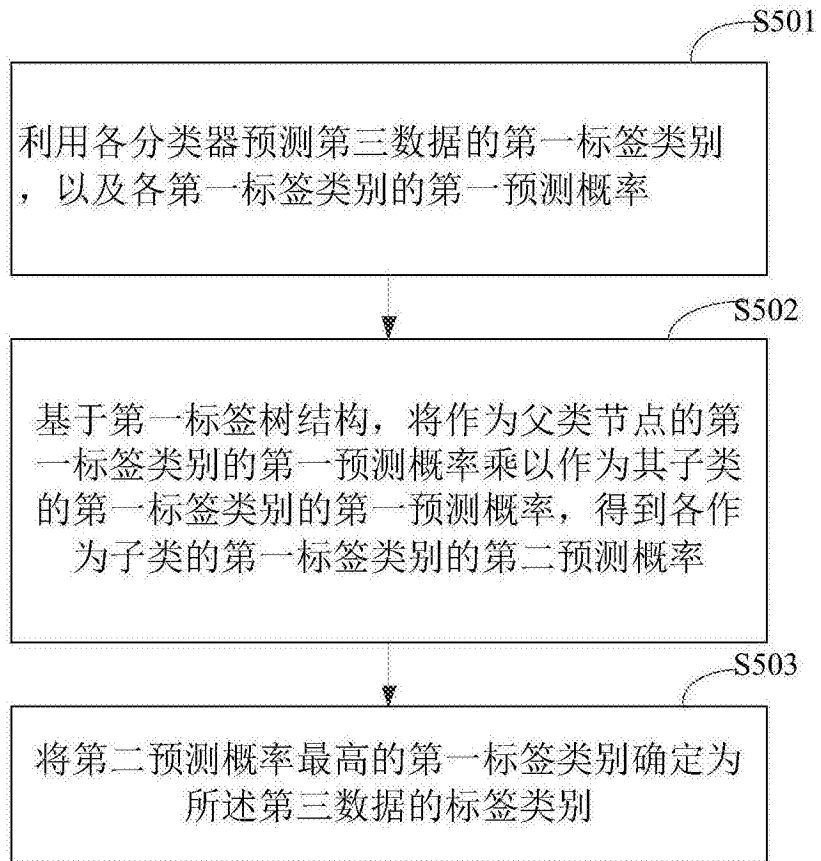 S501
利用各分类器预测第三数据的第一标签类别
，以及各第一标签类别的第一预测概率
S502
基于第一标签树结构，将作为父类节点的第
一标签类别的第一预测概率乘以作为其子类
的第一标签类别的第一预测概率，得到各作
为子类的第一标签类别的第二预测概率
S503
将第二预测概率最高的第一标签类别确定为
所述第三数据的标签类别